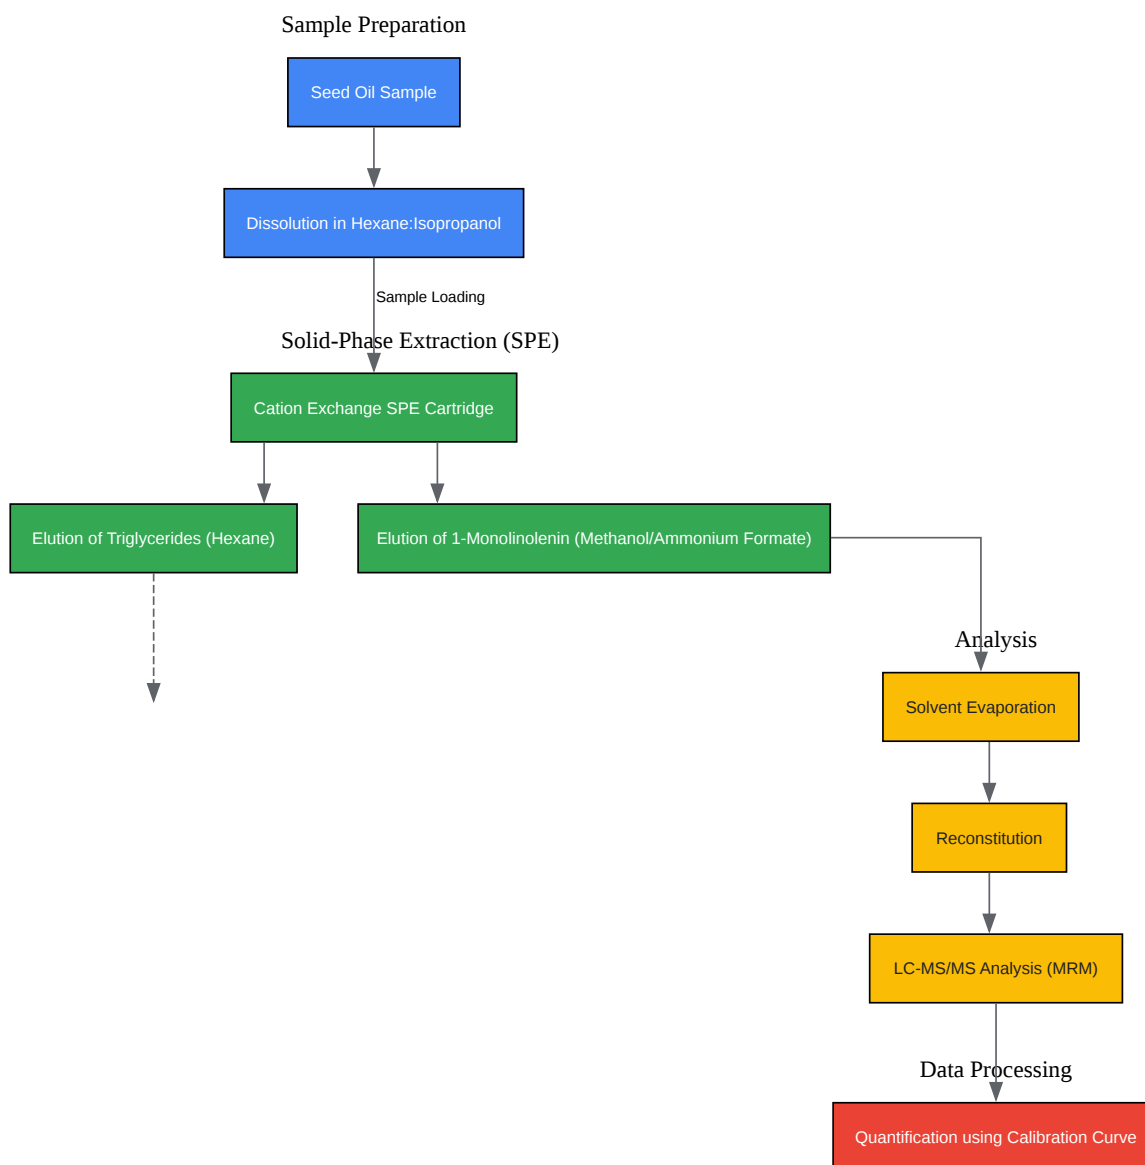 Sample Preparation
Seed Oil Sample
Dissolution in Hexane:Isopropanol
Sample Loading
Solid-Phase Extraction (SPE)
Cation Exchange SPE Cartridge
Elution of Triglycerides (Hexane)
Elution of 1-Monolinolenin (Methanol/Ammonium Formate)
Analysis
Solvent Evaporation
Reconstitution
LC-MS/MS Analysis (MRM)
Data Processing
Quantification using Calibration Curve